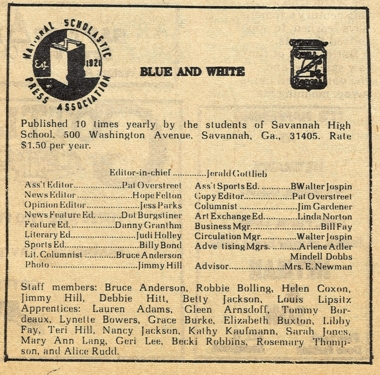 NATIONAL SCHOLASTIC
Est. 1921
PRESS ASSOCIATION
BLUE AND WHITE
Published 10 times yearly by the students of Savannah High
School, 500 Washington Avenue, Savannah, Ga., 31405. Rate
$1.50 per year.
Editor-in-chief ..........Jerald Gottlieb
Ass't Editor..............Pat Overstreet
News Editor..............Hope Felton
Opinion Editor............Jess Parks
News Feature Ed....Dot Burgstiner
Feature Ed.............Danny Grantham
Literary Ed................Judi Holley
Sports Ed...................Billy Bond
Lit. Columnist.......Bruce Anderson
Photo ......................Jimmy Hill
Ass't Sports Ed.......BWalter Jospin
Copy Editor............Pat Overstreet
Columnist ................Jim Gardener
Art Exchange Ed.......Linda Norton
Business Mgr................Bill Fay
Circulation Mgr.......Walter Jospin
Adve tising Mgrs........Arlene Adler
Mindell Dobbs
Advisor................Mrs. E. Newman
Staff members: Bruce Anderson, Robbie Bolling, Helen Coxon,
Jimmy Hill, Debbie Hitt, Betty Jackson, Louis Lipsitz
Apprentices: Lauren Adams, Gleen Arnsdoff, Tommy Bor-
deaux, Lynette Bowers, Grace Burke, Elizabeth Buxton, Libby
Fay, Teri Hill, Nancy Jackson, Kathy Kaufmann, Sarah Jones,
Mary Ann Lang, Geri Lee, Becki Robbins, Rosemary Thomp-
son, and Alice Rudd.